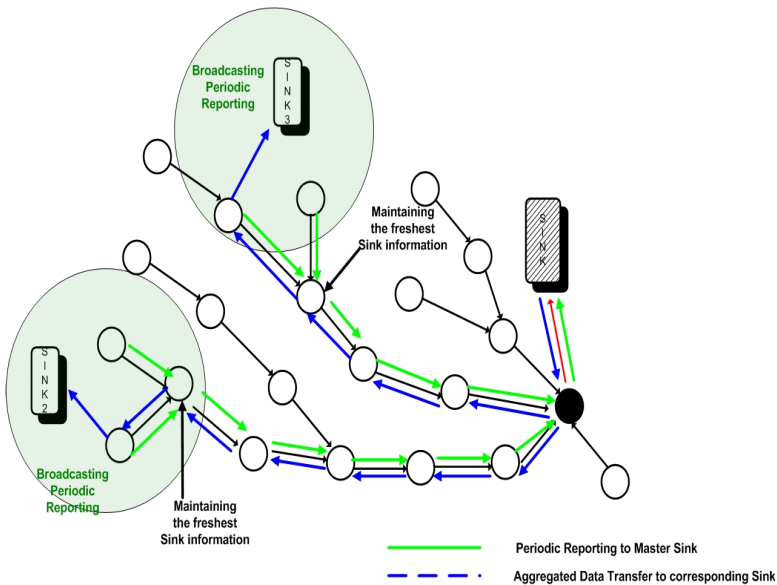 Broadcasting
Periodic
Reporting
SINK3
Maintaining
the freshest
Sink information
SINK
SINK2
Broadcasting
Periodic
Reporting
Maintaining
the freshest
Sink information
Periodic Reporting to Master Sink
Aggregated Data Transfer to corresponding Sink